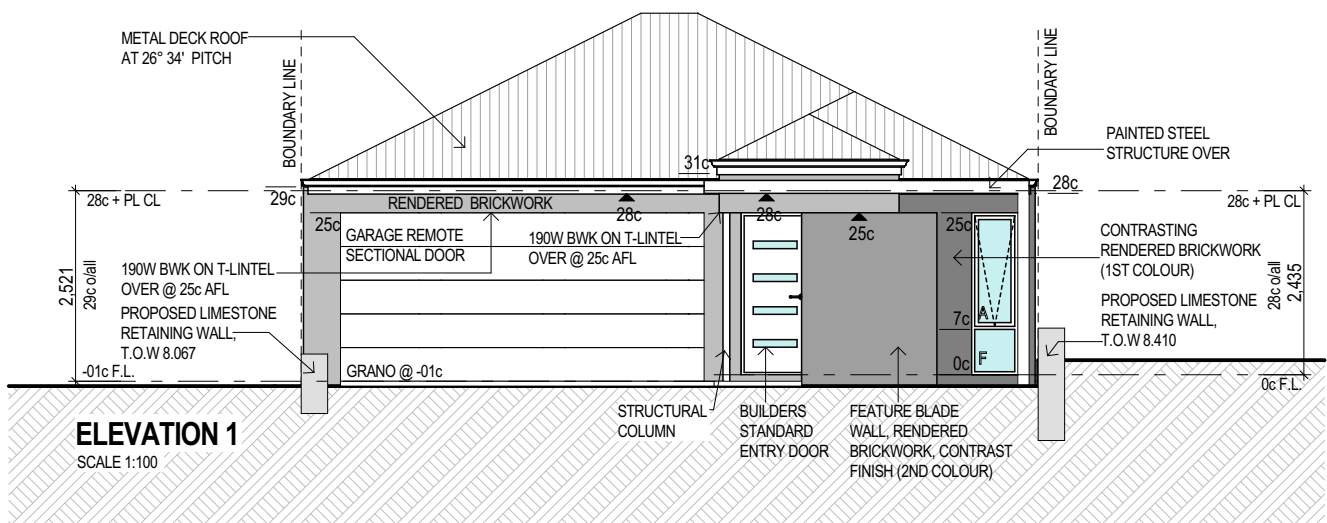 METAL DECK ROOF
AT 26° 34' PITCH
BOUNDARY LINE
BOUNDARY LINE
PAINTED STEEL
STRUCTURE OVER
31c
28c + PL CL
29c
28c
28c + PL CL
RENDERED BRICKWORK
28c
28c
25c
25c
25c
GARAGE REMOTE
SECTIONAL DOOR
190W BWK ON T-LINTEL
OVER @ 25c AFL
CONTRASTING
RENDERED BRICKWORK
(1ST COLOUR)
190W BWK ON T-LINTEL
OVER @ 25c AFL
2,521
29c o/all
28c o/all
2,435
PROPOSED LIMESTONE
RETAINING WALL,
T.O.W 8.067
PROPOSED LIMESTONE
RETAINING WALL,
T.O.W 8.410
7c
A
0c
F
-01c F.L.
GRANO @ -01c
0c F.L.
STRUCTURAL
COLUMN
BUILDERS
STANDARD
ENTRY DOOR
FEATURE BLADE
WALL, RENDERED
BRICKWORK, CONTRAST
FINISH (2ND COLOUR)
ELEVATION 1
SCALE 1:100